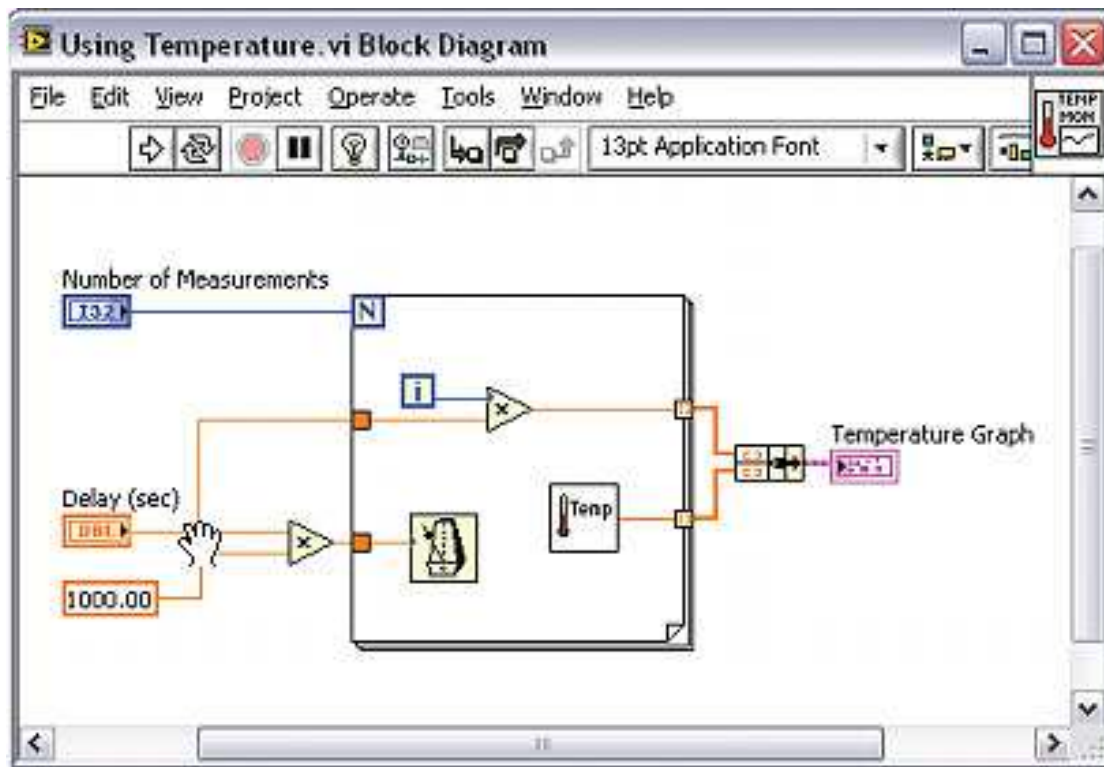 Using Temperature.vi Block Diagram
File Edit View Project Operate Tools Window Help
TEMP
MON
13pt Application Font
Number of Measurements
I32
N
i
×
Temperature Graph
Delay (sec)
DBL
×
Temp
1000.00